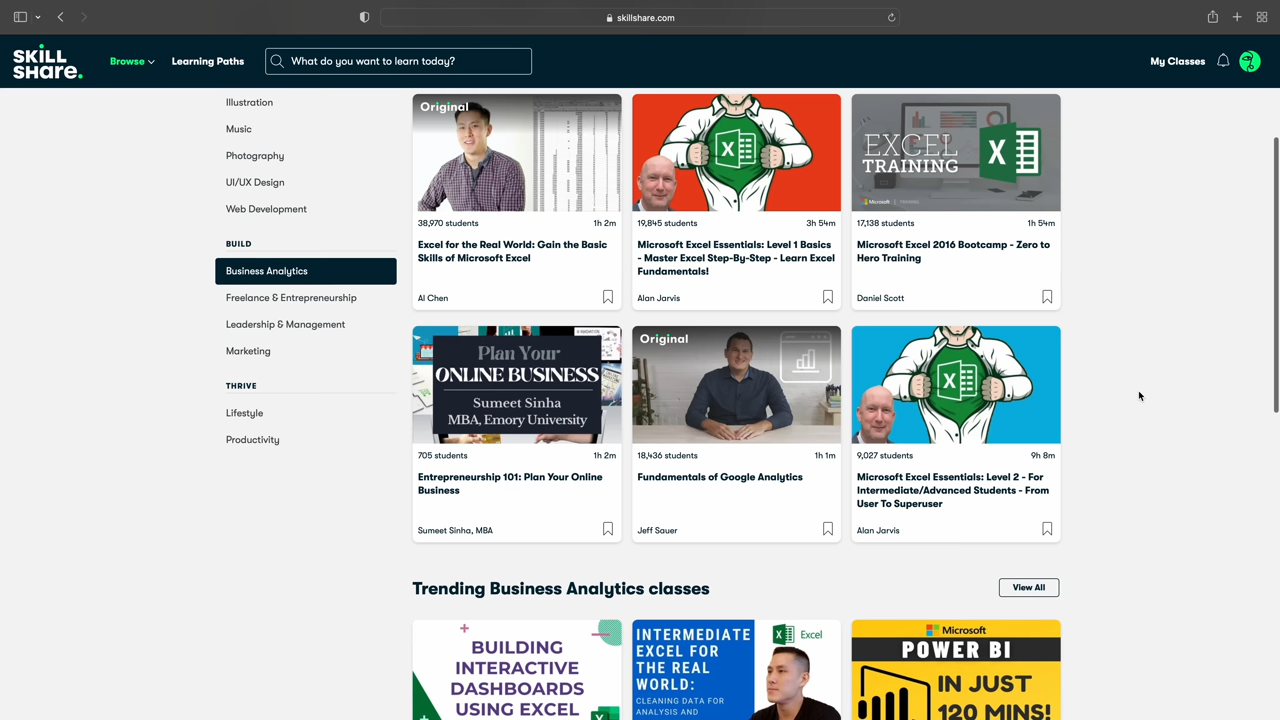 skillshare.com
SKILL
SHare.
Browse
Learning Paths
What do you want to learn today?
My Classes
Illustration
Music
Photography
UI/UX Design
Web Development
BUILD
Business Analytics
Freelance & Entrepreneurship
Leadership & Management
Marketing
THRIVE
Lifestyle
Productivity
Original
38,970 students
1h 2m
Excel for the Real World: Gain the Basic
Skills of Microsoft Excel
Al Chen
X
19,845 students
3h 54m
Microsoft Excel Essentials: Level 1 Basics
- Master Excel Step-By-Step - Learn Excel
Fundamentals!
Alan Jarvis
EXCEL
TRAINING
X
Microsoft
TRAINING
17,138 students
1h 54m
Microsoft Excel 2016 Bootcamp - Zero to
Hero Training
Daniel Scott
Plan Your
ONLINE BUSINESS
Sumeet Sinha
MBA, Emory University
705 students
1h 2m
Entrepreneurship 101: Plan Your Online
Business
Sumeet Sinha, MBA
Original
18,436 students
1h 1m
Fundamentals of Google Analytics
Jeff Sauer
X
9,027 students
9h 8m
Microsoft Excel Essentials: Level 2 - For
Intermediate/Advanced Students - From
User To Superuser
Alan Jarvis
Trending Business Analytics classes
View All
BUILDING
INTERACTIVE
DASHBOARDS
USING EXCEL
X
INTERMEDIATE
EXCEL FOR
THE REAL
WORLD:
CLEANING DATA FOR
ANALYSIS AND
X
Excel
Microsoft
POWER BI
IN JUST
120 MINS!